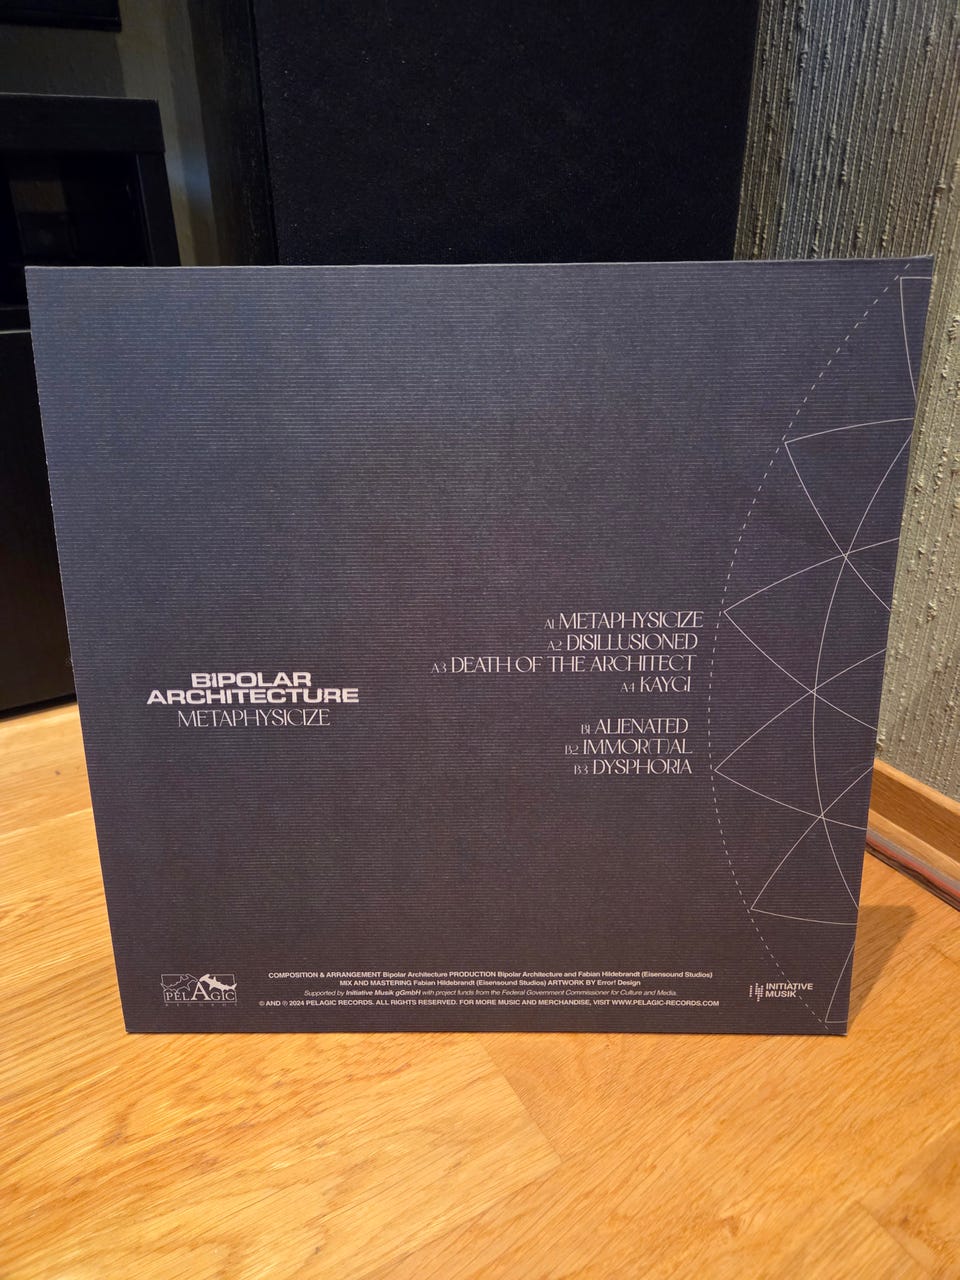 A1 METAPHYSICIZE
A2 DISILLUSIONED
A3 DEATH OF THE ARCHITECT
A4 KAYGI
B1 ALIENATED
B2 IMMOR(T)AL
B3 DYSPHORIA
BIPOLAR
ARCHITECTURE
METAPHYSICIZE
PELAGIC
RECORDS
COMPOSITION & ARRANGEMENT Bipolar Architecture PRODUCTION Bipolar Architecture and Fabian Hildebrandt (Eisensound Studios)
MIX AND MASTERING Fabian Hildebrandt (Eisensound Studios) ARTWORK BY Error! Design
Supported by Initiative Musik gGmbH with project funds from the Federal Government Commissioner for Culture and Media.
© AND ℗ 2024 PELAGIC RECORDS. ALL RIGHTS RESERVED. FOR MORE MUSIC AND MERCHANDISE, VISIT WWW.PELAGIC-RECORDS.COM
INITIATIVE
MUSIK